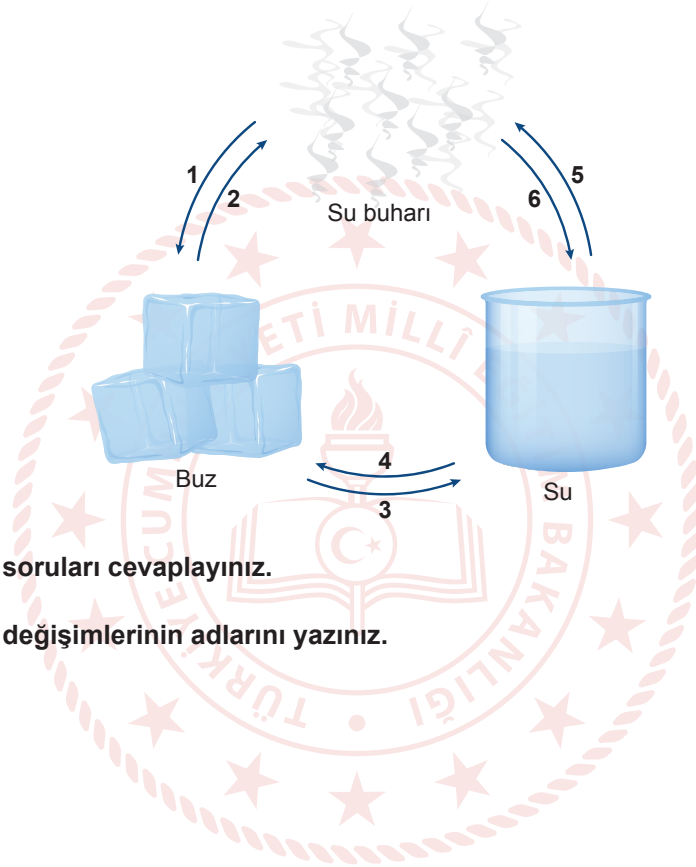 1
2
5
6
Su buharı
Buz
4
3
Su
soruları cevaplayınız.
değişimlerinin adlarını yazınız.